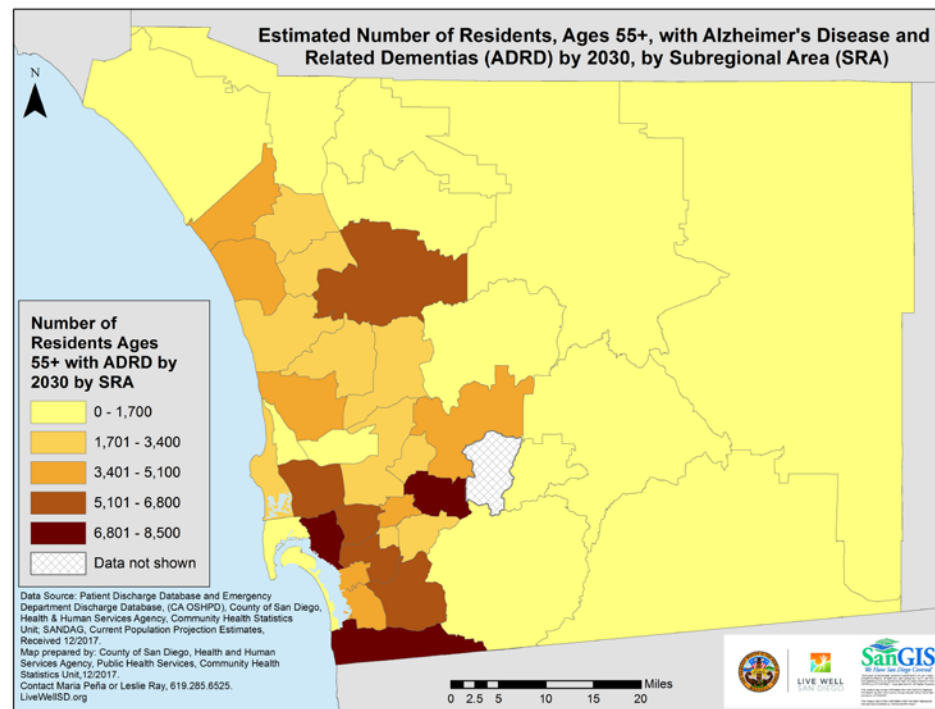 Estimated Number of Residents, Ages 55+, with Alzheimer's Disease and
Related Dementias (ADRD) by 2030, by Subregional Area (SRA)
N
Number of
Residents Ages
55+ with ADRD by
2030 by SRA
0 - 1,700
1,701 - 3,400
3,401 - 5,100
5,101 - 6,800
6,801 - 8,500
Data not shown
Data Source: Patient Discharge Database and Emergency
Department Discharge Database, (CA OSHPD), County of San Diego,
Health & Human Services Agency, Community Health Statistics
Unit; SANDAG, Current Population Projection Estimates,
Received 12/2017.
Map prepared by: County of San Diego, Health and Human
Services Agency, Public Health Services, Community Health
Statistics Unit,12/2017.
Contact Maria Peña or Leslie Ray, 619.285.6525.
LiveWellSD.org
Miles
0 2.5 5 10 15 20
LIVE WELL
SAN DIEGO
SanGIS
We Have San Diego Covered!